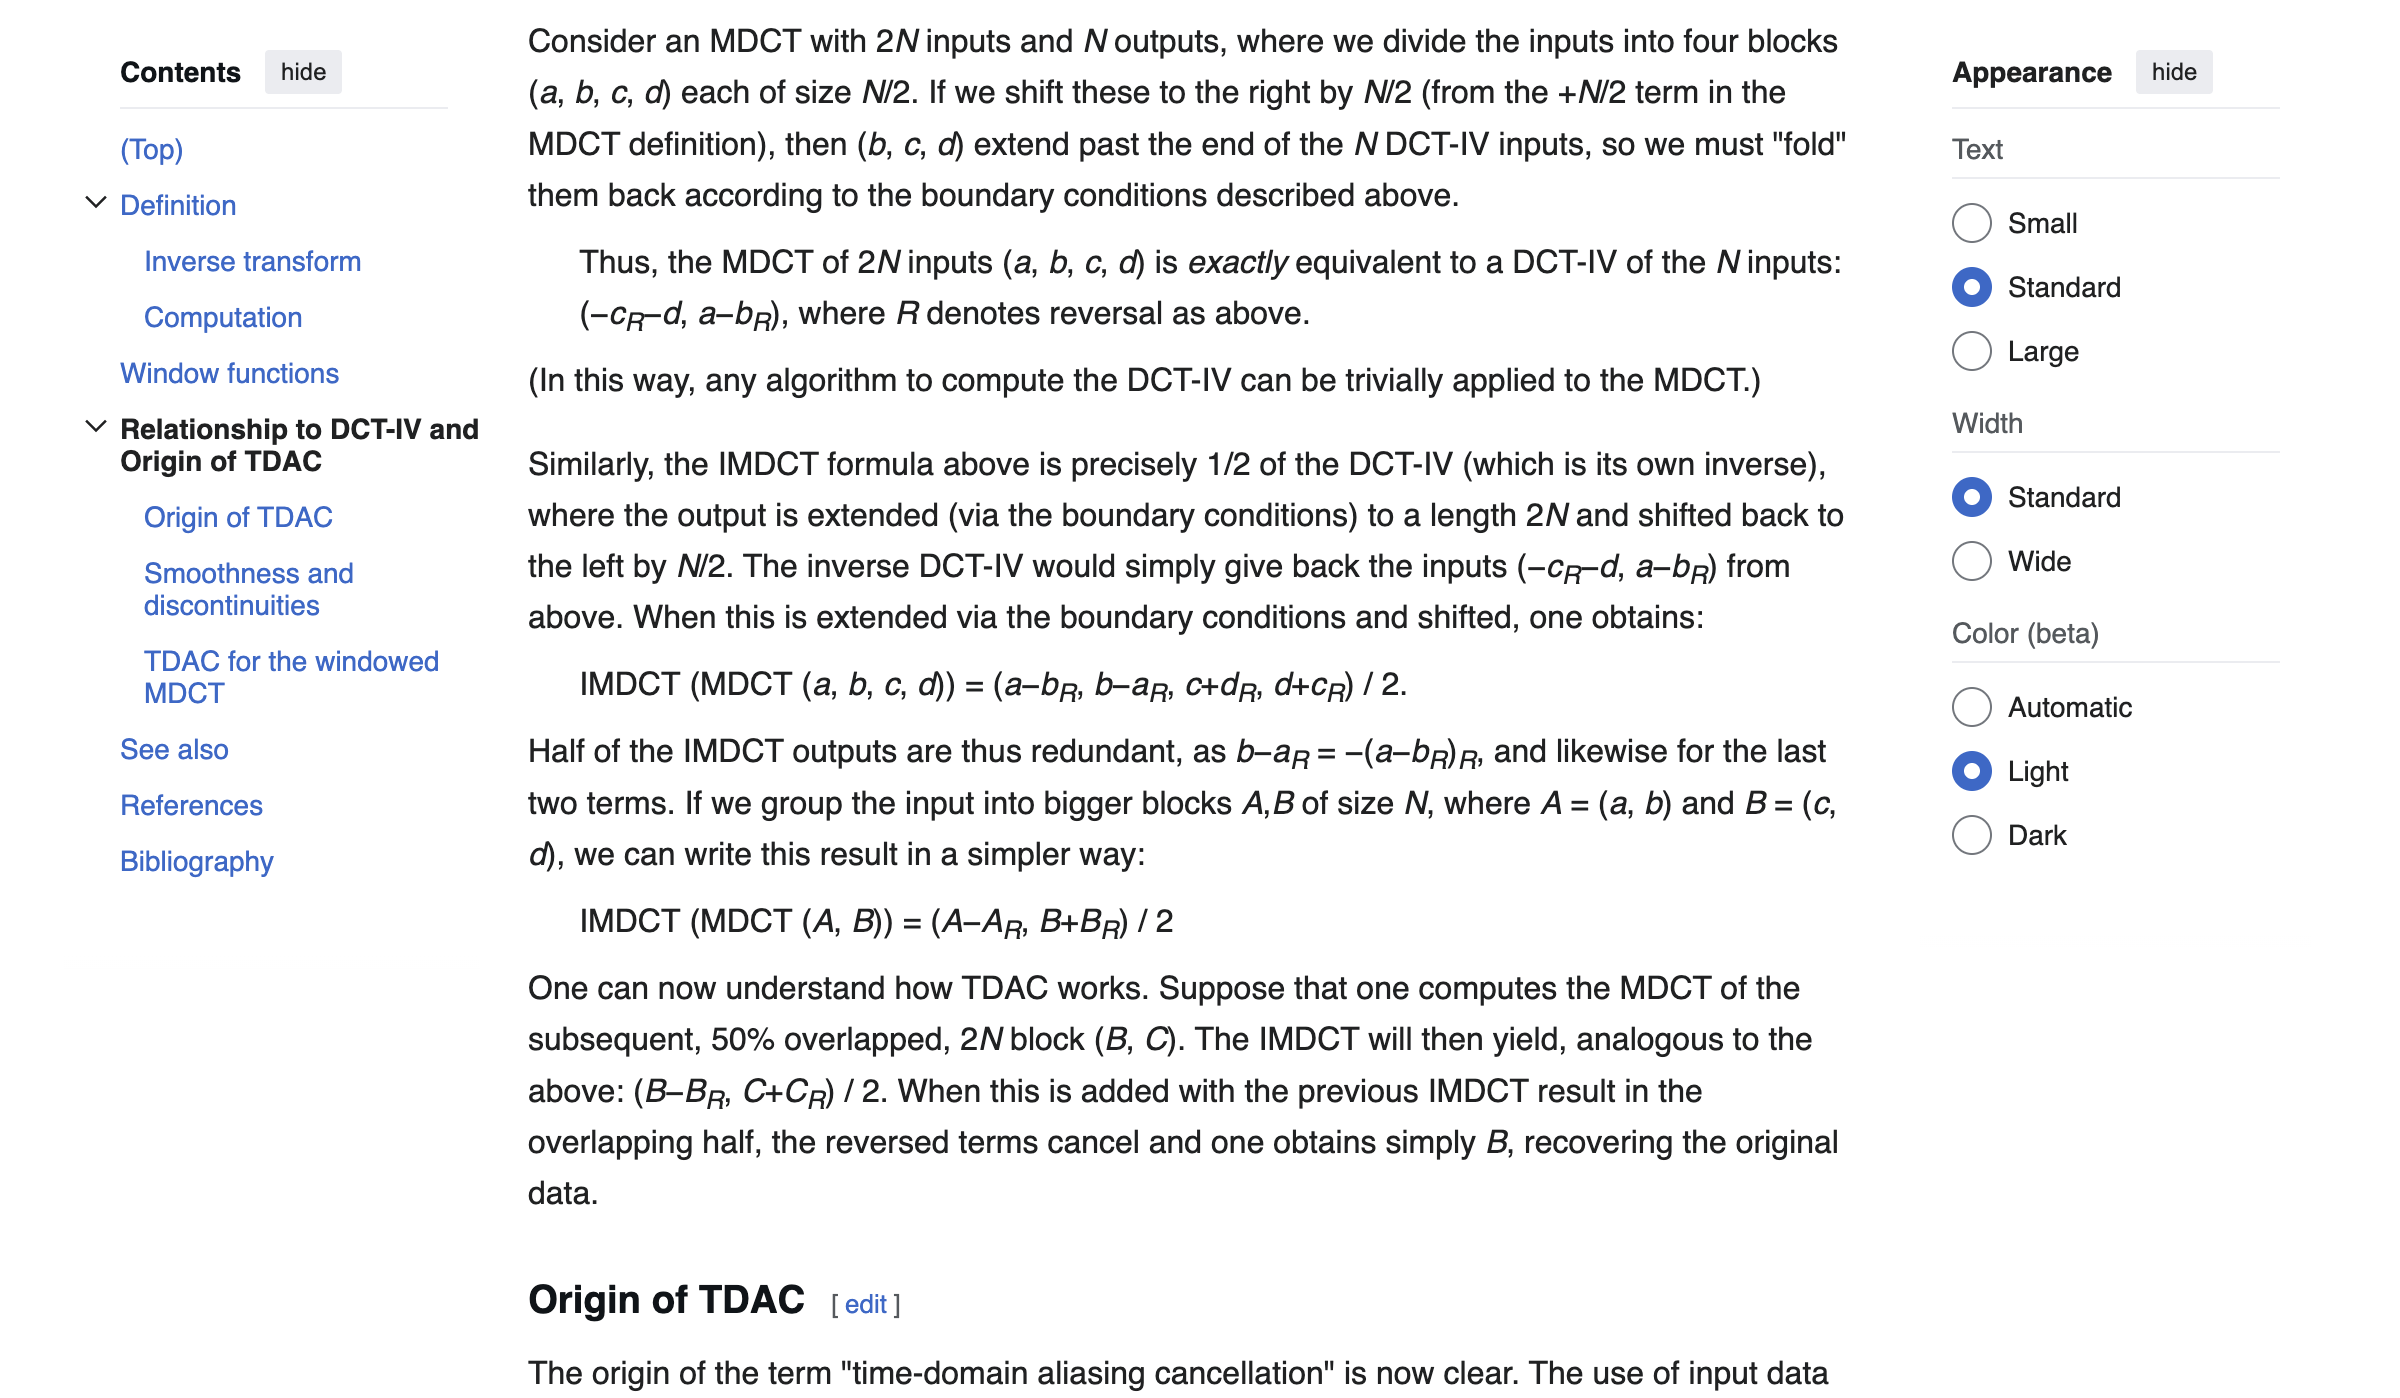 Contents hide
(Top)
Definition
Inverse transform
Computation
Window functions
Relationship to DCT-IV and
Origin of TDAC
Origin of TDAC
Smoothness and
discontinuities
TDAC for the windowed
MDCT
See also
References
Bibliography
Consider an MDCT with 2N inputs and N outputs, where we divide the inputs into four blocks
(a, b, c, d) each of size N/2. If we shift these to the right by N/2 (from the +N/2 term in the
MDCT definition), then (b, c, d) extend past the end of the N DCT-IV inputs, so we must "fold"
them back according to the boundary conditions described above.
Thus, the MDCT of 2N inputs (a, b, c, d) is exactly equivalent to a DCT-IV of the N inputs:
(−cR−d, a−bR), where R denotes reversal as above.
(In this way, any algorithm to compute the DCT-IV can be trivially applied to the MDCT.)
Similarly, the IMDCT formula above is precisely 1/2 of the DCT-IV (which is its own inverse),
where the output is extended (via the boundary conditions) to a length 2N and shifted back to
the left by N/2. The inverse DCT-IV would simply give back the inputs (−cR−d, a−bR) from
above. When this is extended via the boundary conditions and shifted, one obtains:
IMDCT (MDCT (a, b, c, d)) = (a−bR, b−aR, c+dR, d+cR) / 2.
Half of the IMDCT outputs are thus redundant, as b−aR = −(a−bR)R, and likewise for the last
two terms. If we group the input into bigger blocks A,B of size N, where A = (a, b) and B = (c,
d), we can write this result in a simpler way:
IMDCT (MDCT (A, B)) = (A−AR, B+BR) / 2
One can now understand how TDAC works. Suppose that one computes the MDCT of the
subsequent, 50% overlapped, 2N block (B, C). The IMDCT will then yield, analogous to the
above: (B−BR, C+CR) / 2. When this is added with the previous IMDCT result in the
overlapping half, the reversed terms cancel and one obtains simply B, recovering the original
data.
Origin of TDAC [ edit ]
The origin of the term "time-domain aliasing cancellation" is now clear. The use of input data
Appearance hide
Text
Small
Standard
Large
Width
Standard
Wide
Color (beta)
Automatic
Light
Dark